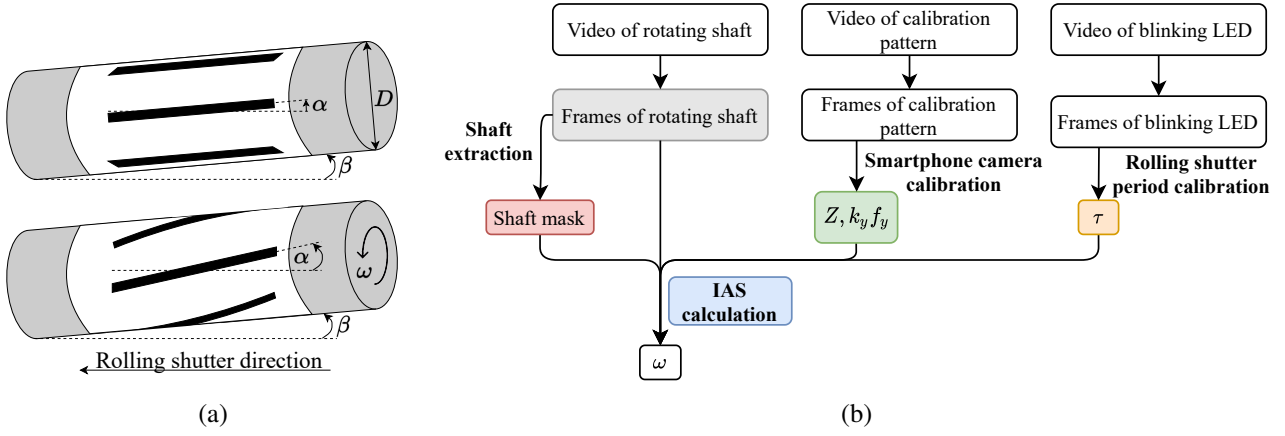 α
D
β
α
ω
β
Rolling shutter direction
(a)
Video of rotating shaft
Video of calibration
pattern
Video of blinking LED
Frames of rotating shaft
Frames of calibration
pattern
Frames of blinking LED
Shaft
extraction
Smartphone camera
calibration
Rolling shutter
period calibration
Shaft mask
Z, k_y f_y
τ
IAS
calculation
ω
(b)